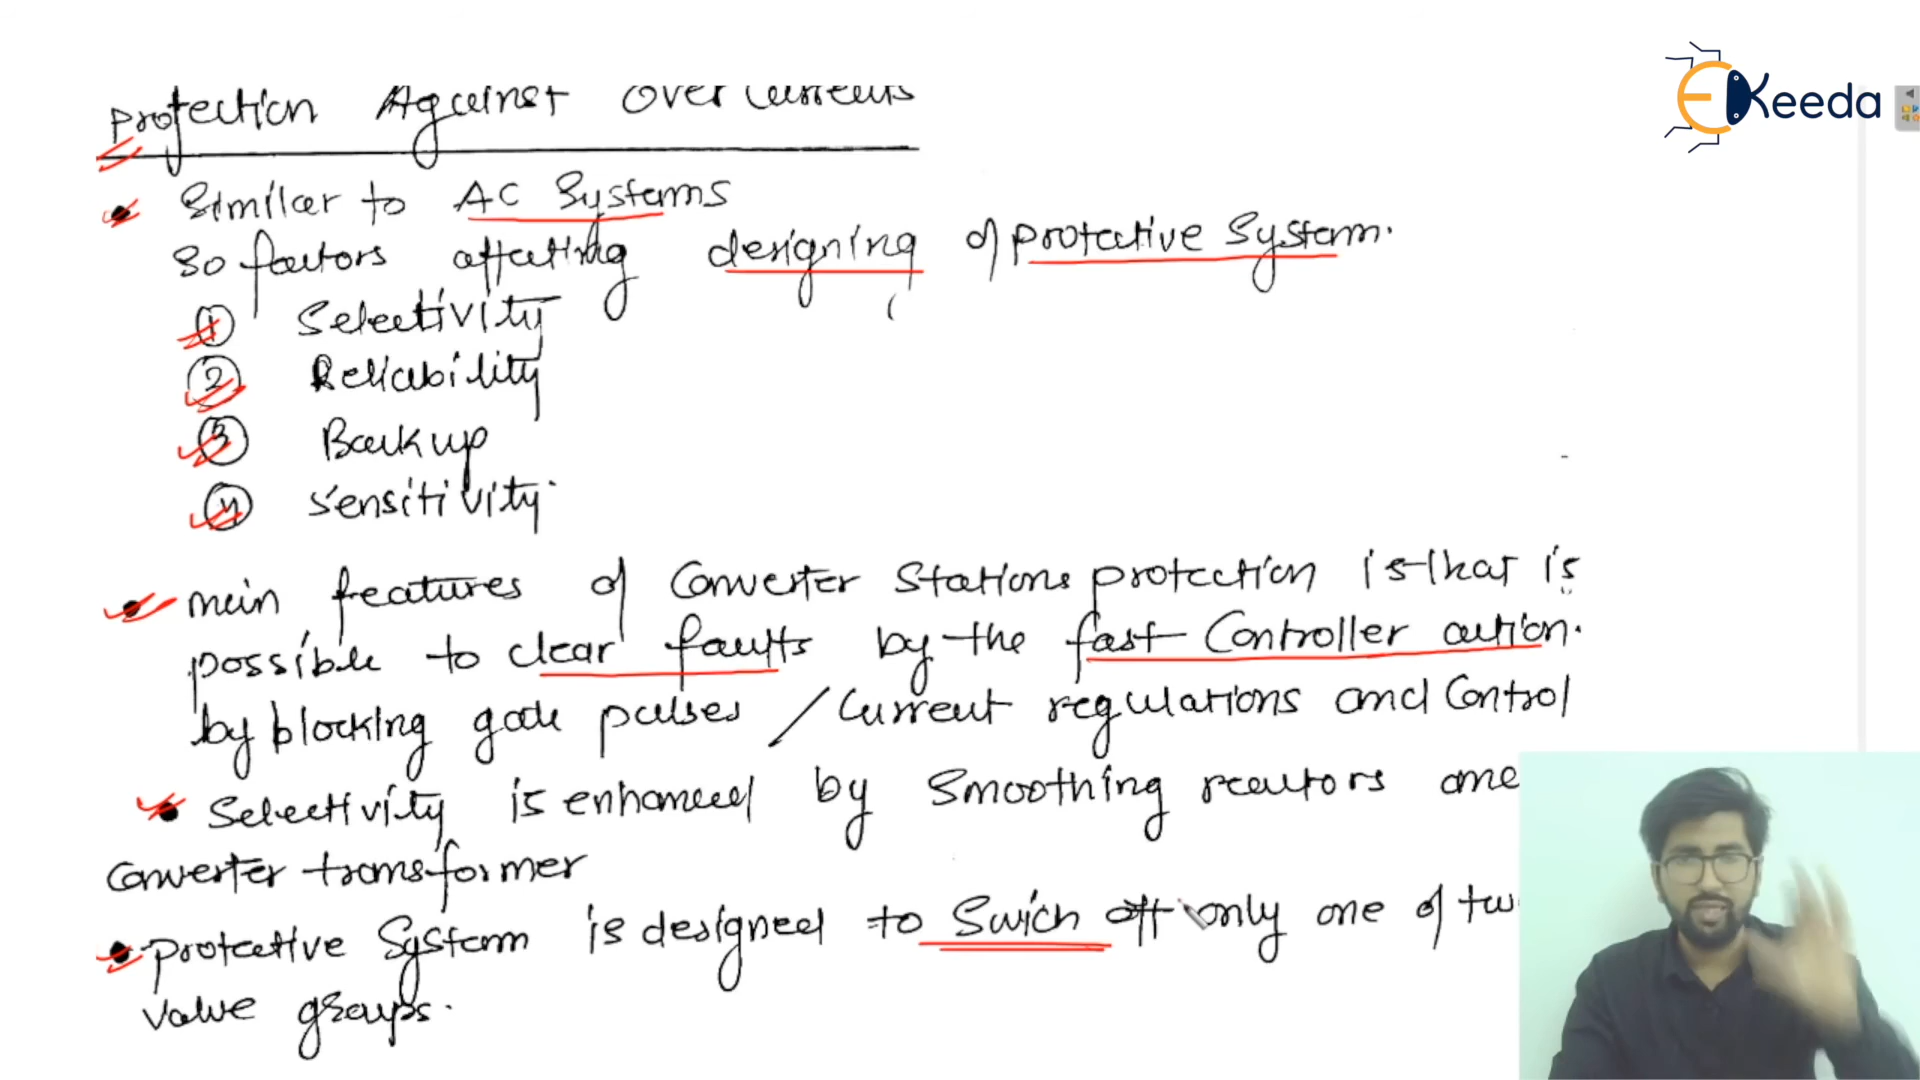 Protection Against Over Currents
EKeeda
Similar to AC Systems
So factors affecting designing of protective System.
① Selectivity
② Reliability
③ Backup
④ Sensitivity.
main features of Converter Stations protection is that is
possible to clear faults by the fast Controller action.
by blocking gate pulses / Current regulations and Control
Selectivity is enhanced by Smoothing reactors and
Converter transformer
protective System is designed to Swich off only one of tw
Valve groups.